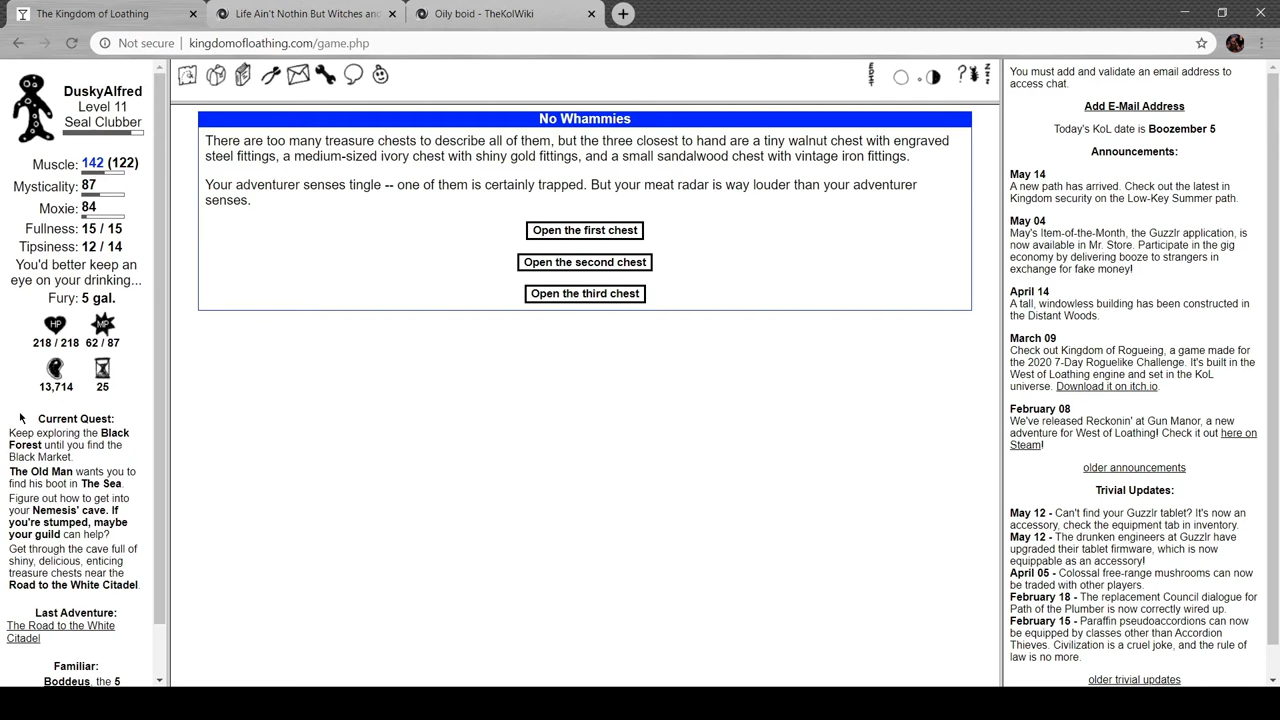 The Kingdom of Loathing
Life Ain't Nothin But Witches and
Oily boid - TheKolWiki
Not secure | kingdomofloathing.com/game.php
DuskyAlfred
Level 11
Seal Clubber
Muscle: 142 (122)
Mysticality: 87
Moxie: 84
Fullness: 15 / 15
Tipsiness: 12 / 14
You'd better keep an
eye on your drinking...
Fury: 5 gal.
HP
MP
218 / 218
62 / 87
13,714
25
Current Quest:
Keep exploring the Black
Forest until you find the
Black Market.
The Old Man wants you to
find his boot in The Sea.
Figure out how to get into
your Nemesis' cave. If
you're stumped, maybe
your guild can help?
Get through the cave full of
shiny, delicious, enticing
treasure chests near the
Road to the White Citadel.
Last Adventure:
The Road to the White
Citadel
Familiar:
Boddeus, the 5
No Whammies
There are too many treasure chests to describe all of them, but the three closest to hand are a tiny walnut chest with engraved
steel fittings, a medium-sized ivory chest with shiny gold fittings, and a small sandalwood chest with vintage iron fittings.
Your adventurer senses tingle -- one of them is certainly trapped. But your meat radar is way louder than your adventurer
senses.
Open the first chest
Open the second chest
Open the third chest
You must add and validate an email address to
access chat.
Add E-Mail Address
Today's KoL date is Boozember 5
Announcements:
May 14
A new path has arrived. Check out the latest in
Kingdom security on the Low-Key Summer path.
May 04
May's Item-of-the-Month, the Guzzlr application, is
now available in Mr. Store. Participate in the gig
economy by delivering booze to strangers in
exchange for fake money!
April 14
A tall, windowless building has been constructed in
the Distant Woods.
March 09
Check out Kingdom of Rogueing, a game made for
the 2020 7-Day Roguelike Challenge. It's built in the
West of Loathing engine and set in the KoL
universe. Download it on itch.io.
February 08
We've released Reckonin' at Gun Manor, a new
adventure for West of Loathing! Check it out here on
Steam!
older announcements
Trivial Updates:
May 12 - Can't find your Guzzlr tablet? It's now an
accessory, check the equipment tab in inventory.
May 12 - The drunken engineers at Guzzlr have
upgraded their tablet firmware, which is now
equippable as an accessory!
April 05 - Colossal free-range mushrooms can now
be traded with other players.
February 18 - The replacement Council dialogue for
Path of the Plumber is now correctly wired up.
February 15 - Paraffin pseudoaccordions can now
be equipped by classes other than Accordion
Thieves. Civilization is a cruel joke, and the rule of
law is no more.
older trivial updates